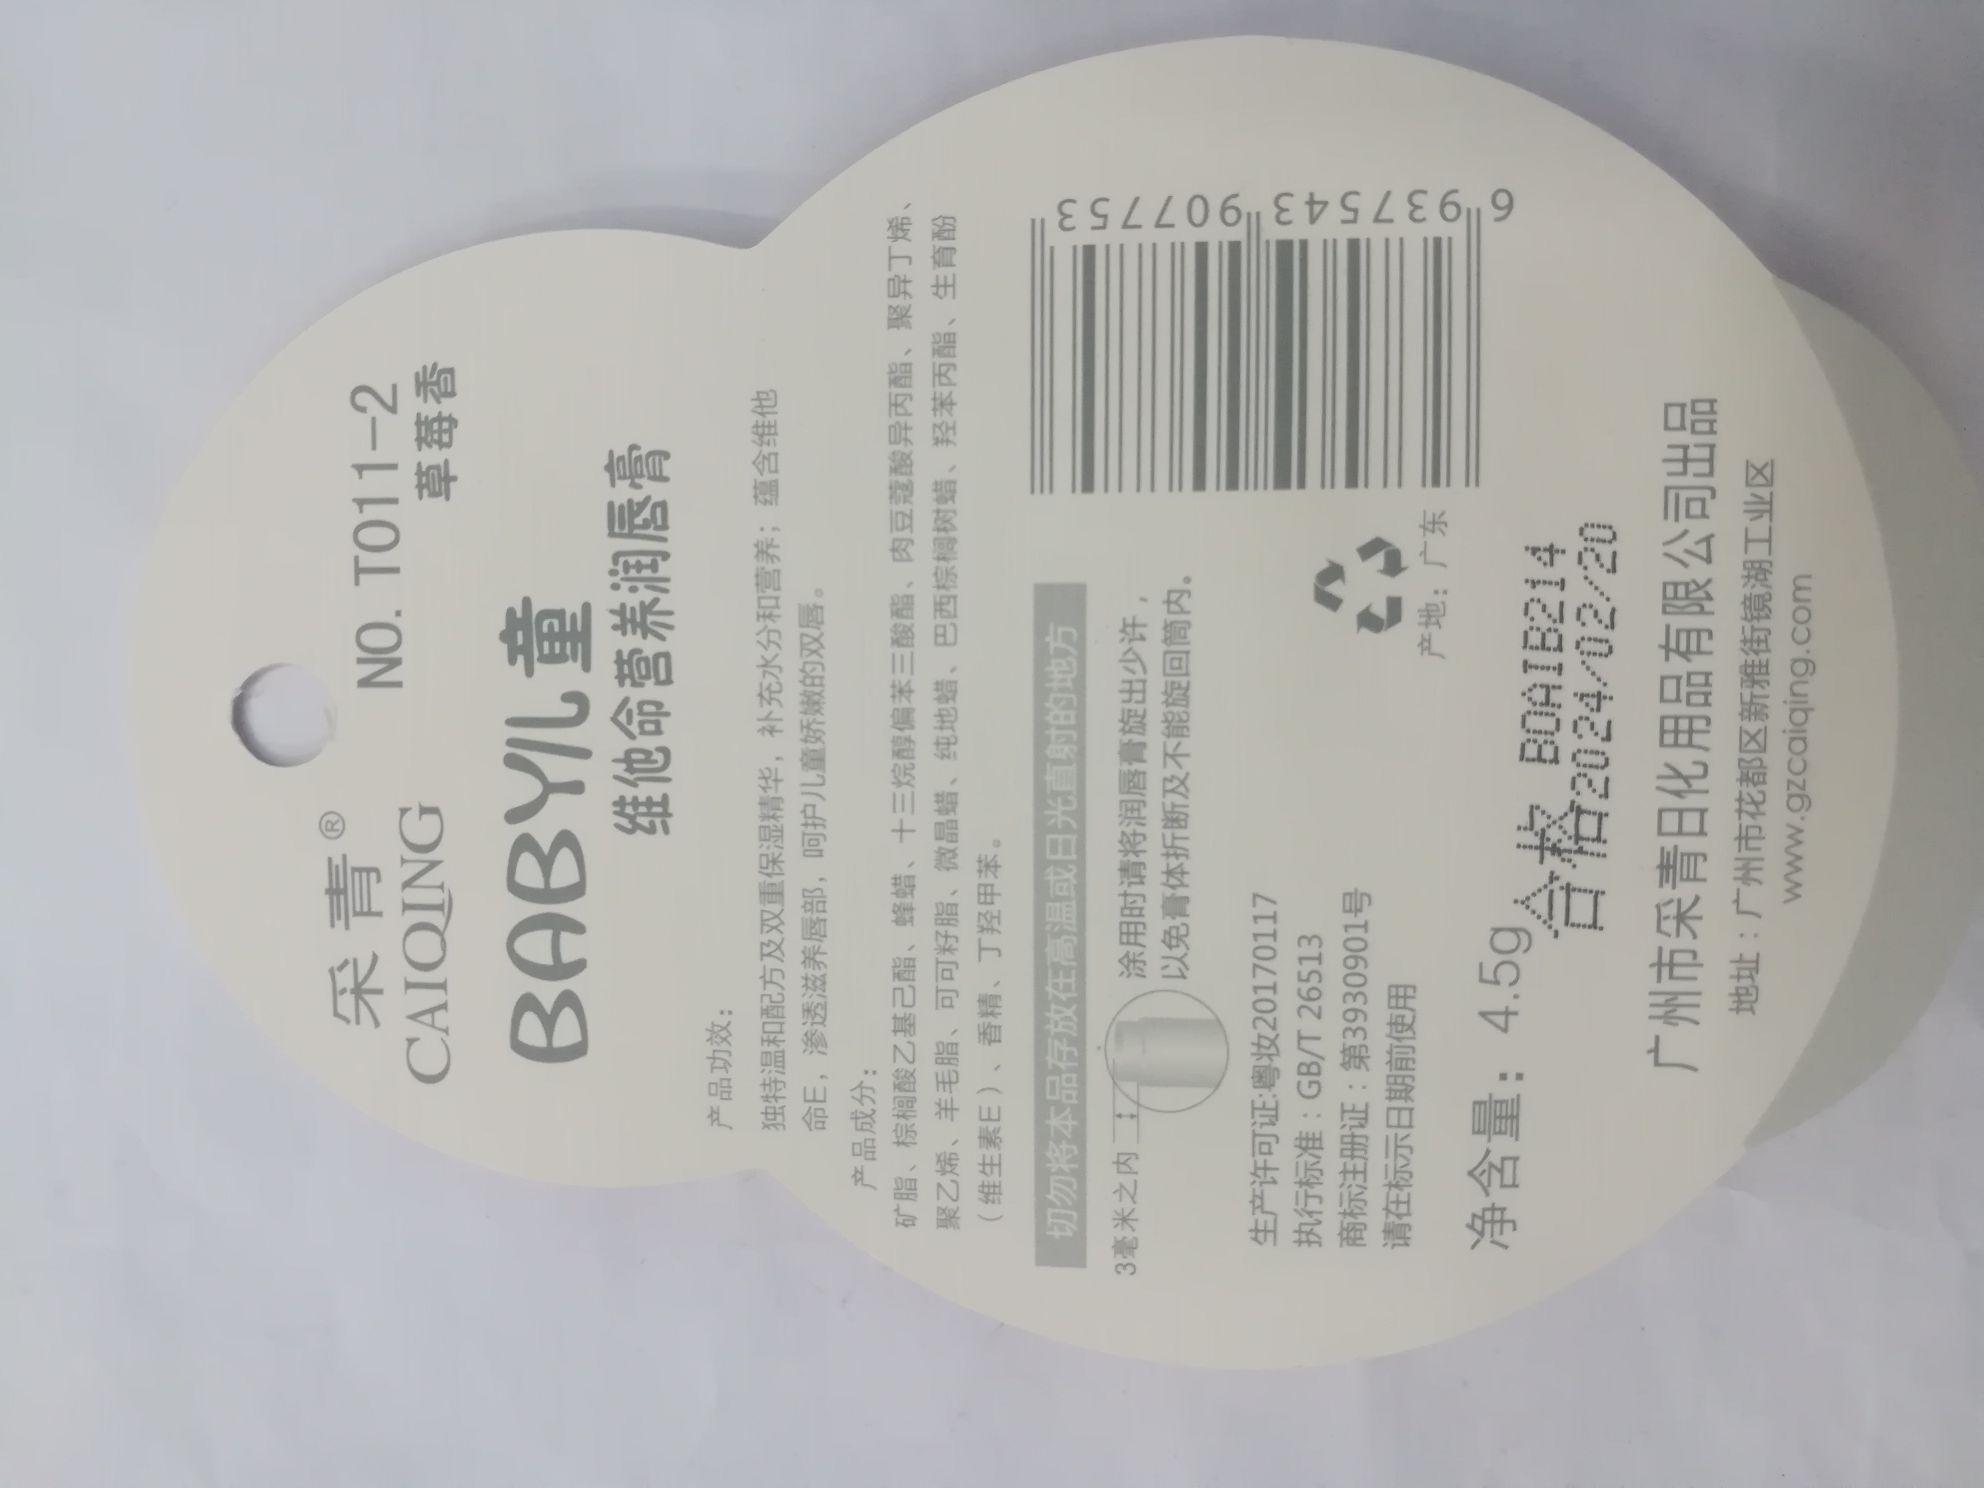 采青®
CAIQING
NO. T011-2
草莓香
BABY儿童
维他命营养润唇膏
产品功效：
独特温和配方及双重保湿精华，补充水分和营养；蕴含维他
命E，渗透滋养唇部，呵护儿童娇嫩的双唇。
产品成分：
矿脂、棕榈酸乙基己酯、蜂蜡、十三烷醇偏苯三酸酯、肉豆蔻酸异丙酯、聚异丁烯、
聚乙烯、羊毛脂、可可籽脂、微晶蜡、纯地蜡、巴西棕榈树蜡、羟苯丙酯、生育酚
（维生素E）、香精、丁羟甲苯。
切勿将本品存放在高温或日光直射的地方
3毫米之内
涂用时请将润唇膏旋出少许，
以免膏体折断及不能旋回筒内。
生产许可证:粤妆20170117
执行标准：GB/T 26513
商标注册证：第3930901号
请在标示日期前使用
产地：广东
6 937543 907753
净含量：4.5g
合格 BOAIB214
日期2024/02/20
广州市采青日化用品有限公司出品
地址：广州市花都区新雅街镜湖工业区
www.gzcaiqing.com